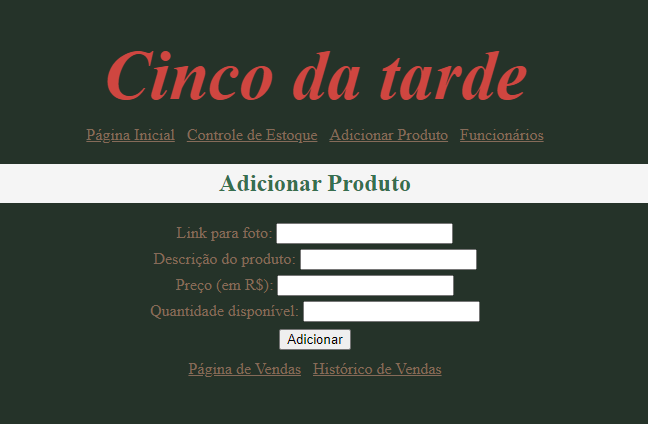 Cinco da tarde
Página Inicial Controle de Estoque Adicionar Produto Funcionários
Adicionar Produto
Link para foto:
Descrição do produto:
Preço (em R$):
Quantidade disponível:
Adicionar
Página de Vendas Histórico de Vendas